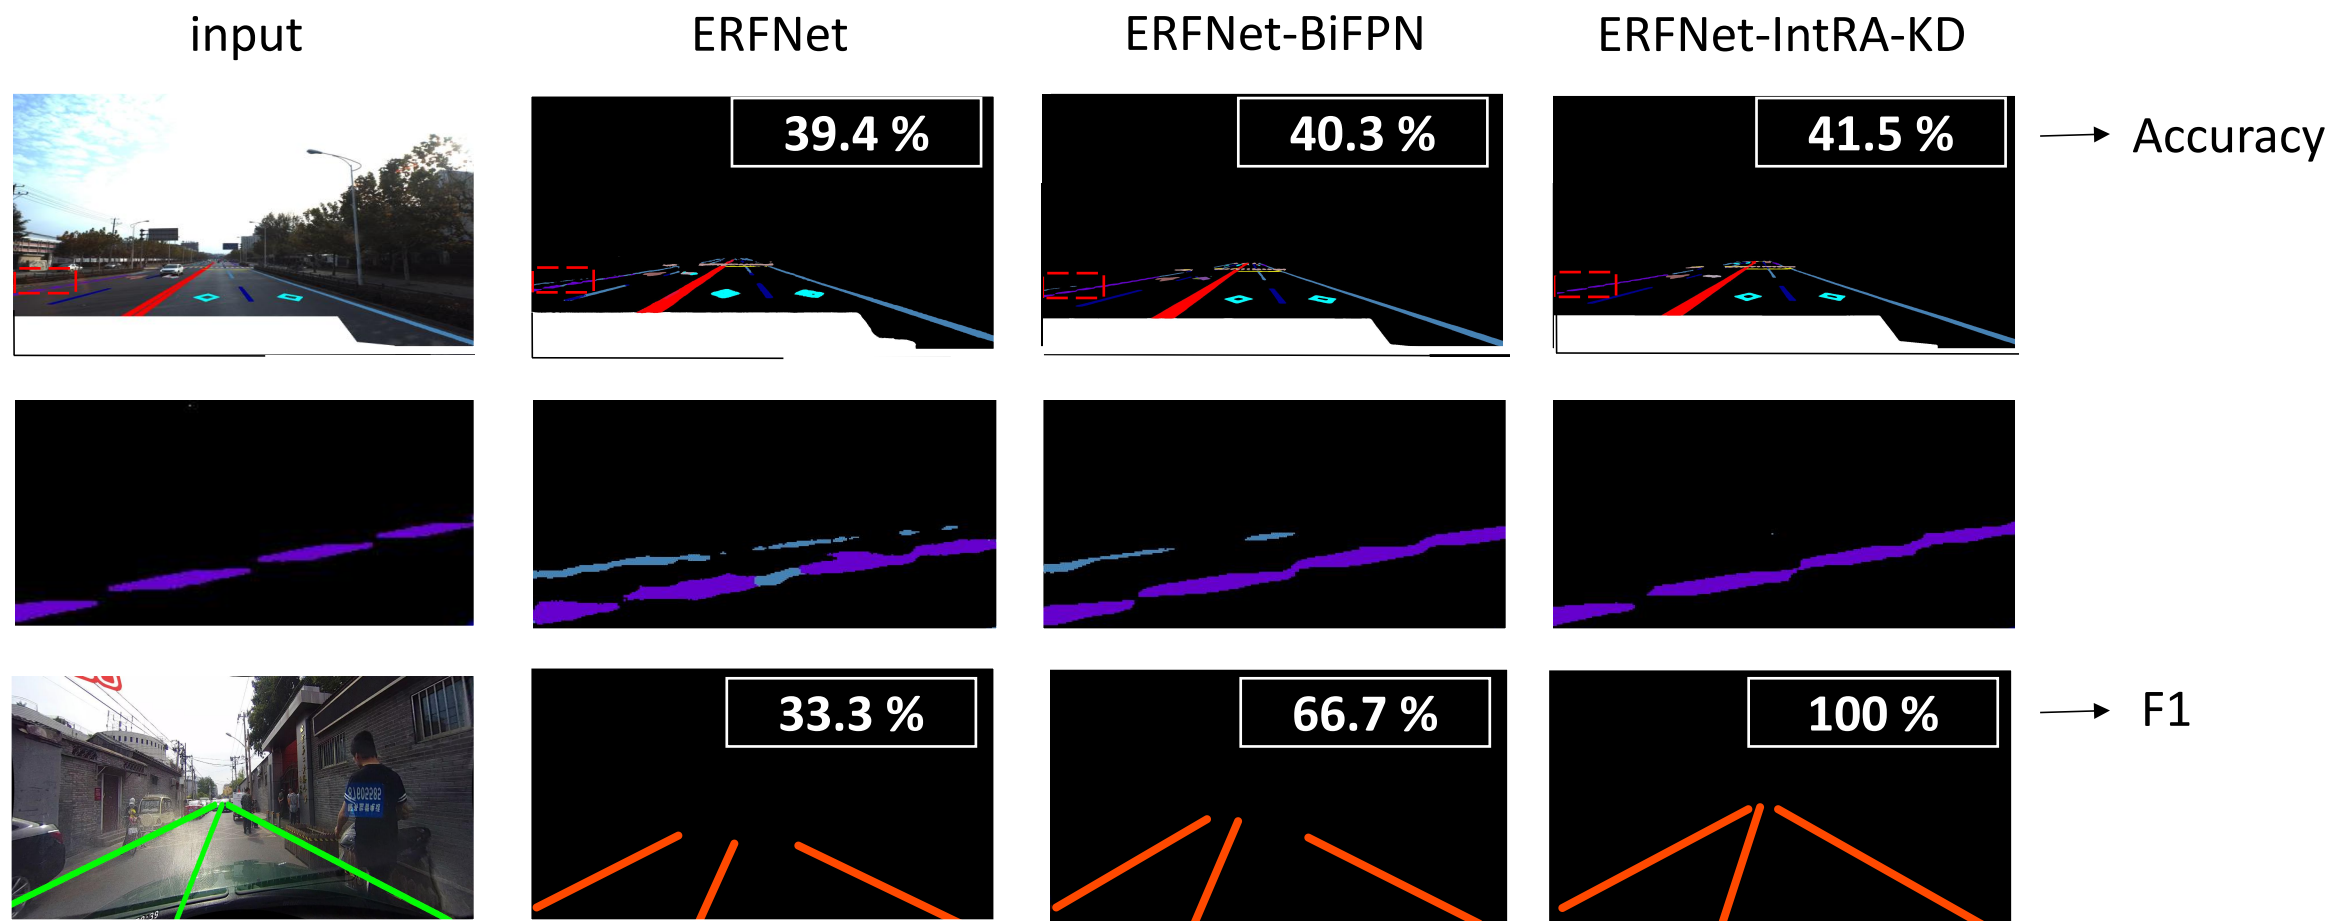 input
ERFNet
ERFNet-BiFPN
ERFNet-IntRA-KD
39.4 %
40.3 %
41.5 %
Accuracy
33.3 %
66.7 %
100 %
F1